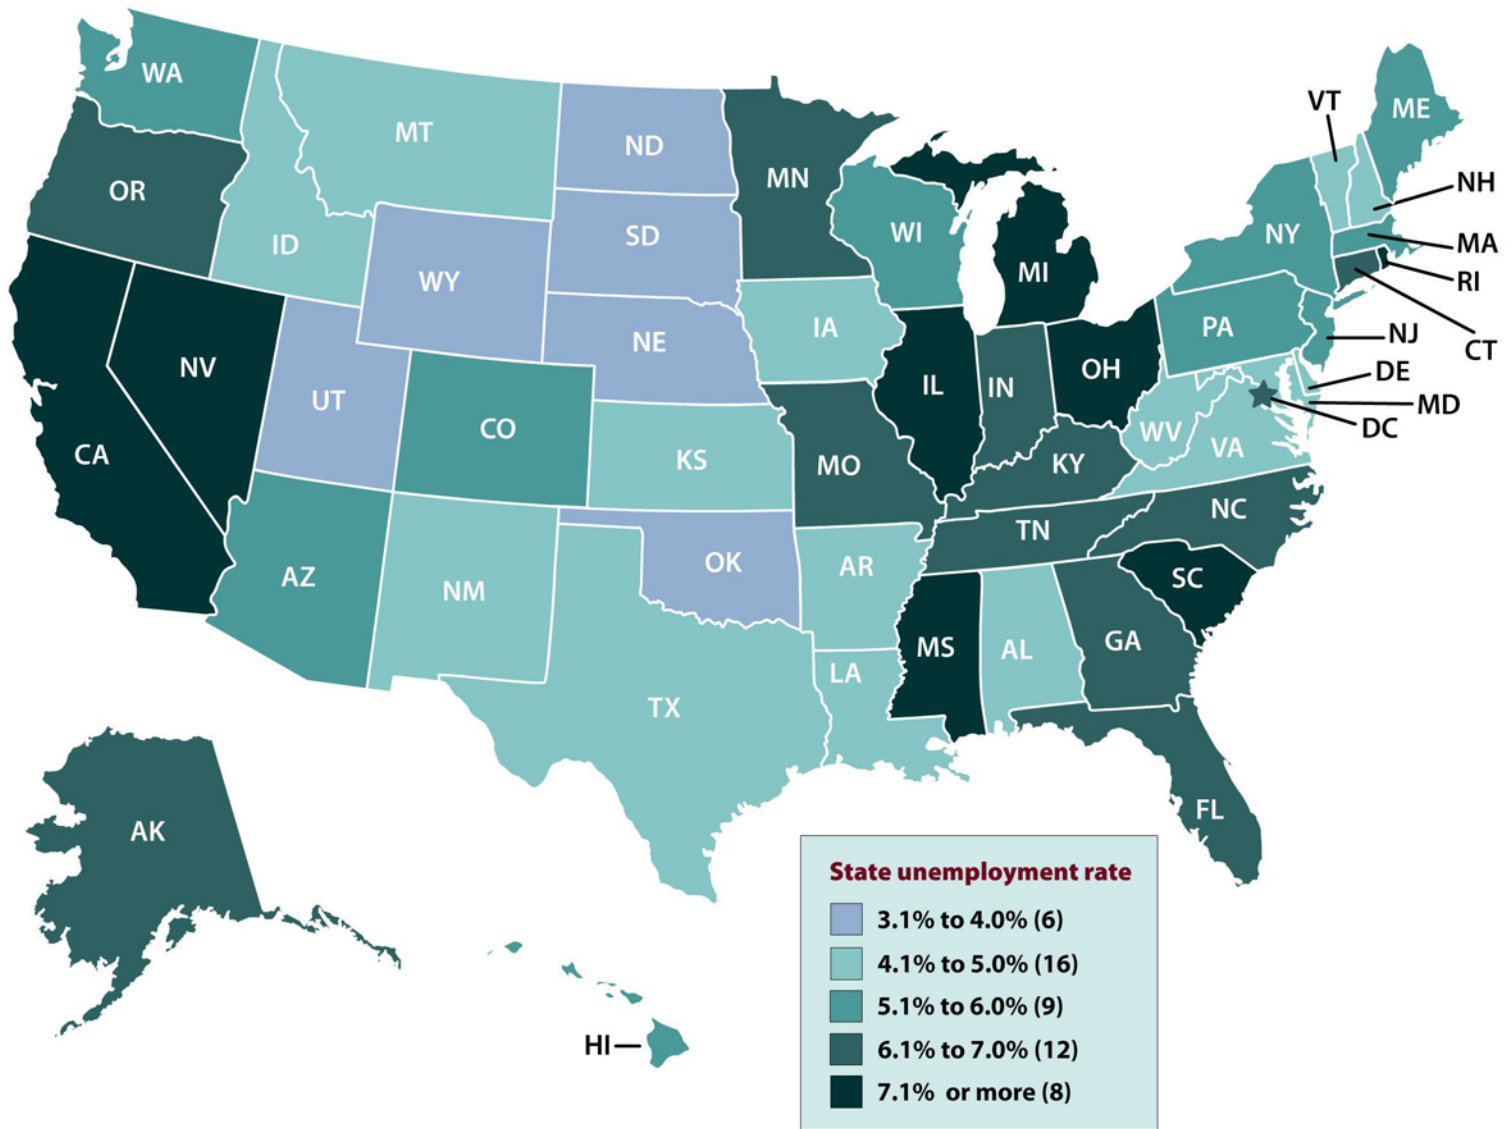 WA
MT
ND
MN
VT
ME
OR
ID
SD
WI
NY
NH
MA
WY
MI
RI
NV
UT
NE
IA
PA
NJ
CT
CA
CO
KS
IL
IN
OH
DE
MD
DC
MO
KY
WV
VA
AZ
NM
OK
AR
TN
NC
SC
TX
LA
MS
AL
GA
AK
FL
HI
State unemployment rate
3.1% to 4.0% (6)
4.1% to 5.0% (16)
5.1% to 6.0% (9)
6.1% to 7.0% (12)
7.1% or more (8)